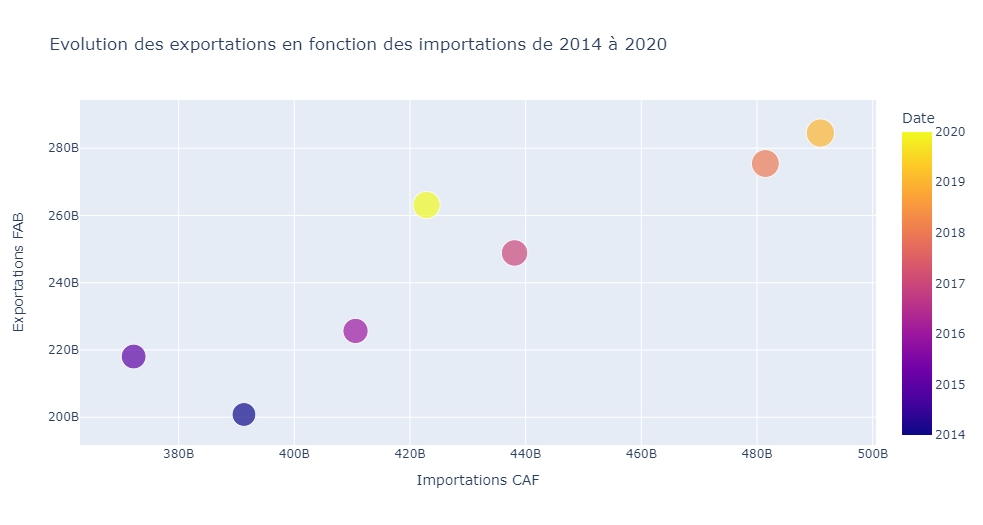 Evolution des exportations en fonction des importations de 2014 à 2020
Exportations FAB
280B
260B
240B
220B
200B
380B
400B
420B
440B
460B
480B
500B
Importations CAF
Date
2020
2019
2018
2017
2016
2015
2014